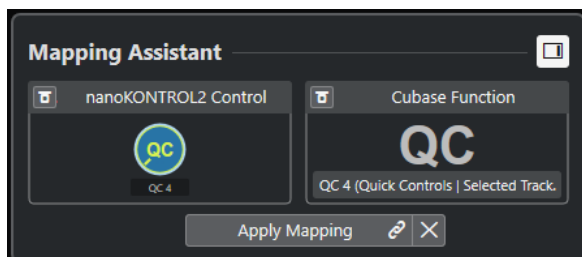 Mapping Assistant
nanoKONTROL2 Control
Cubase Function
QC
QC 4
QC
QC 4 (Quick Controls | Selected Track.
Apply Mapping